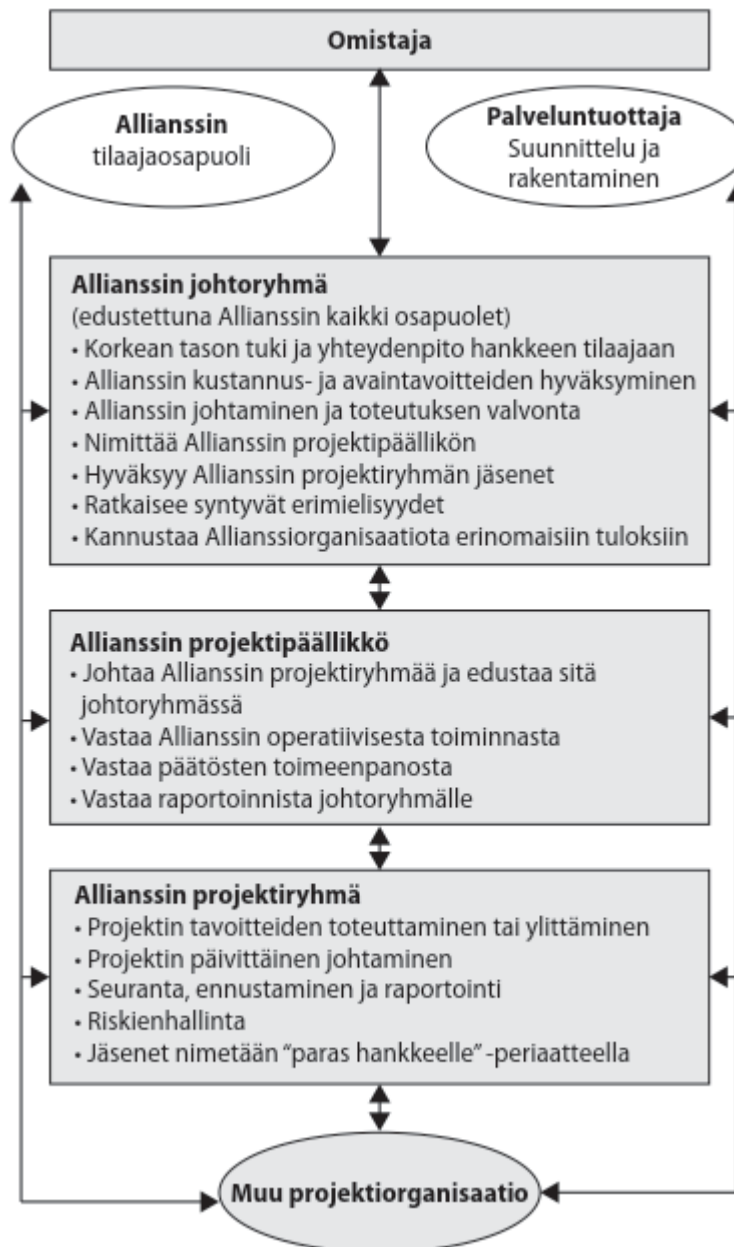 Omistaja
Allianssin
tilaajaosapuoli
Palveluntuottaja
Suunnittelu ja
rakentaminen
Allianssin johtoryhmä
(edustettuna Allianssin kaikki osapuolet)
• Korkean tason tuki ja yhteydenpito hankkeen tilaajaan
• Allianssin kustannus- ja avaintavoitteiden hyväksyminen
• Allianssin johtaminen ja toteutuksen valvonta
• Nimittää Allianssin projektipäällikön
• Hyväksyy Allianssin projektiryhmän jäsenet
• Ratkaisee syntyvät erimielisyydet
• Kannustaa Allianssiorganisaatiota erinomaisiin tuloksiin
Allianssin projektipäällikkö
• Johtaa Allianssin projektiryhmää ja edustaa sitä
johtoryhmässä
• Vastaa Allianssin operatiivisesta toiminnasta
• Vastaa päätösten toimeenpanosta
• Vastaa raportoinnista johtoryhmälle
Allianssin projektiryhmä
• Projektin tavoitteiden toteuttaminen tai ylittäminen
• Projektin päivittäinen johtaminen
• Seuranta, ennustaminen ja raportointi
• Riskienhallinta
• Jäsenet nimetään “paras hankkeelle” -periaatteella
Muu projektiorganisaatio